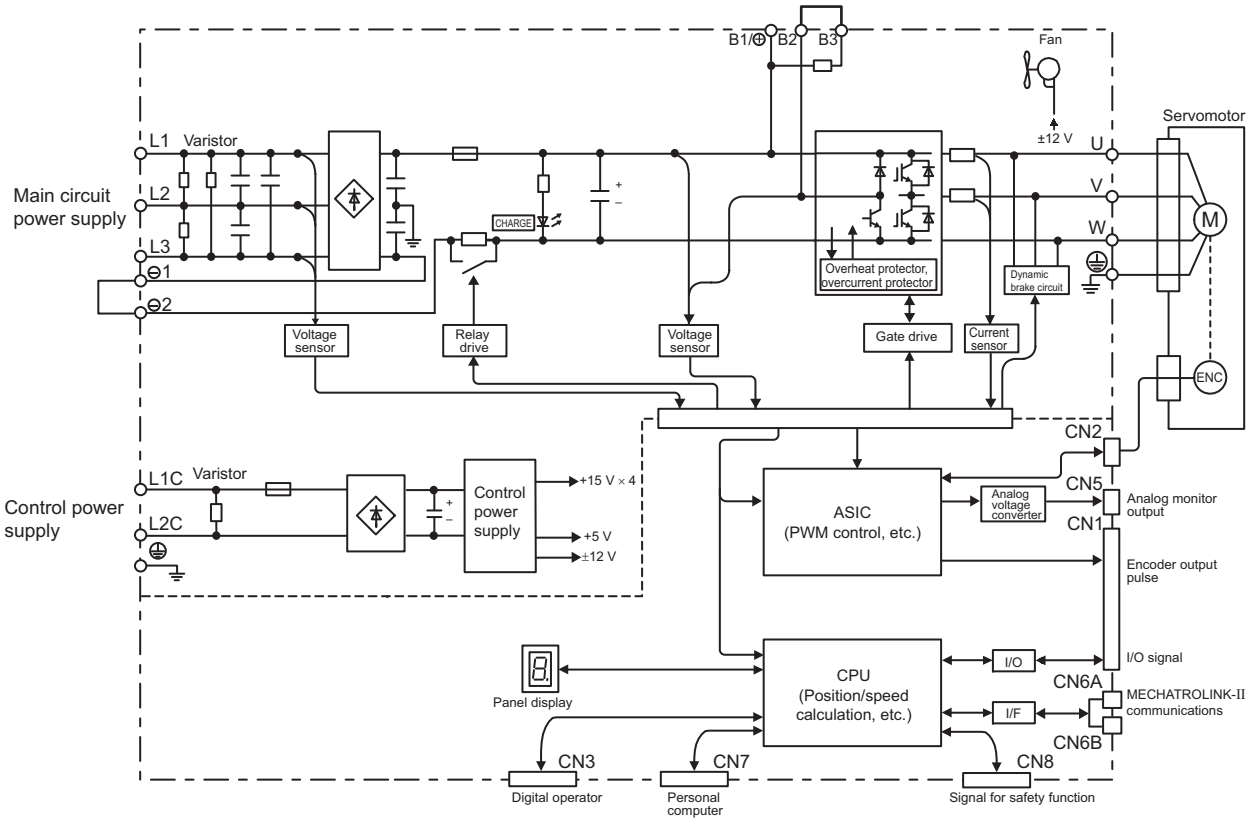 B1/⊕ B2 B3
Fan
±12 V
Servomotor
L1 Varistor
U
Main circuit
power supply
L2
V
M
+
–
CHARGE
W
L3
⊖1
⊖2
Overheat protector,
overcurrent protector
Dynamic
brake circuit
Voltage
sensor
Relay
drive
Voltage
sensor
Gate drive
Current
sensor
ENC
CN2
L1C Varistor
Control power
supply
+
–
Control
power
supply
+15 V × 4
+5 V
±12 V
L2C
ASIC
(PWM control, etc.)
Analog
voltage
converter
CN5
Analog monitor
output
CN1
Encoder output
pulse
8.
Panel display
CPU
(Position/speed
calculation, etc.)
I/O
I/O signal
CN6A
I/F
MECHATROLINK-II
communications
CN6B
CN3
Digital operator
CN7
Personal
computer
CN8
Signal for safety function